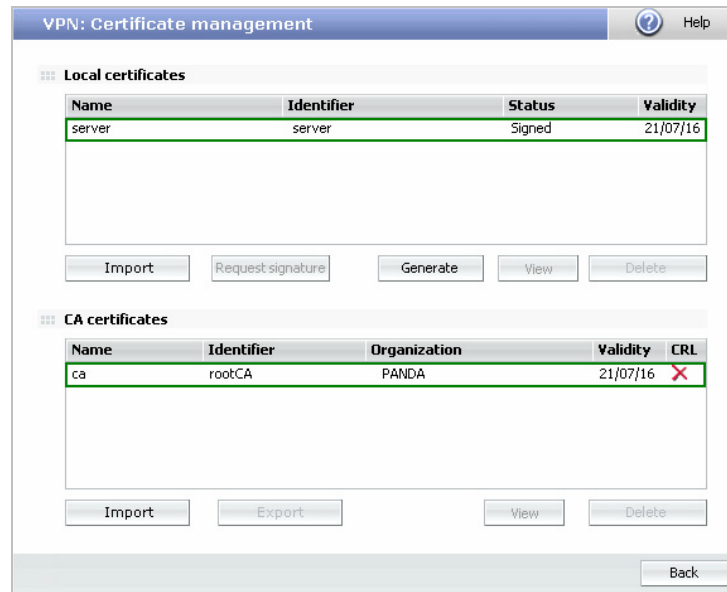 VPN: Certificate management Help
Local certificates
Name Identifier Status Validity
server server Signed 21/07/16
Import Request signature Generate View Delete
CA certificates
Name Identifier Organization Validity CRL
ca rootCA PANDA 21/07/16
Import Export View Delete
Back